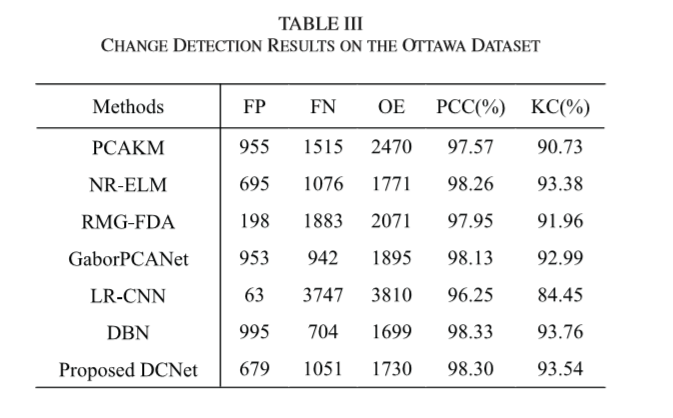 TABLE III
CHANGE DETECTION RESULTS ON THE OTTAWA DATASET
Methods FP FN OE PCC(%) KC(%)
PCAKM 955 1515 2470 97.57 90.73
NR-ELM 695 1076 1771 98.26 93.38
RMG-FDA 198 1883 2071 97.95 91.96
GaborPCANet 953 942 1895 98.13 92.99
LR-CNN 63 3747 3810 96.25 84.45
DBN 995 704 1699 98.33 93.76
Proposed DCNet 679 1051 1730 98.30 93.54